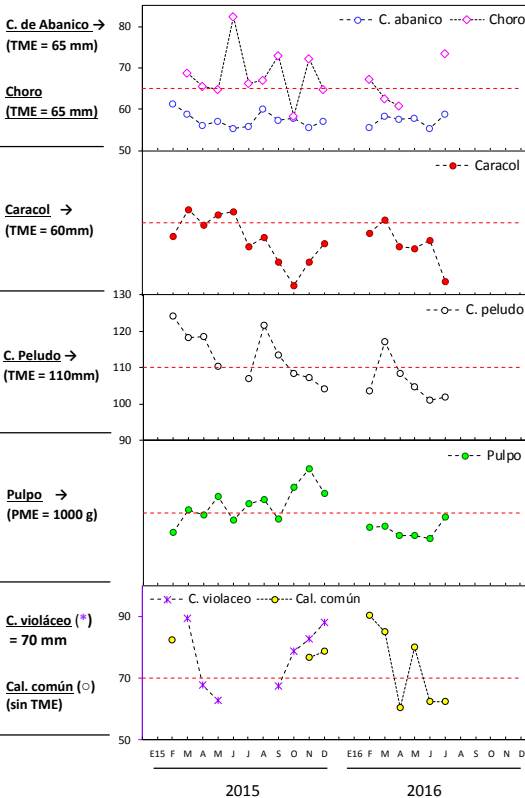 C. de Abanico →
(TME = 65 mm)
Choro
(TME = 65 mm)
85
80
70
60
50
C. abanico
Choro
Caracol →
(TME = 60mm)
Caracol
130
C. Peludo →
(TME = 110mm)
120
110
100
90
C. peludo
Pulpo →
(PME = 1000 g)
Pulpo
C. violáceo (*)
= 70 mm
Cal. común (○)
(sin TME)
90
70
50
C. violaceo
Cal. común
E15 F M A M J J A S O N D E16 F M A M J J A S O N D
2015
2016